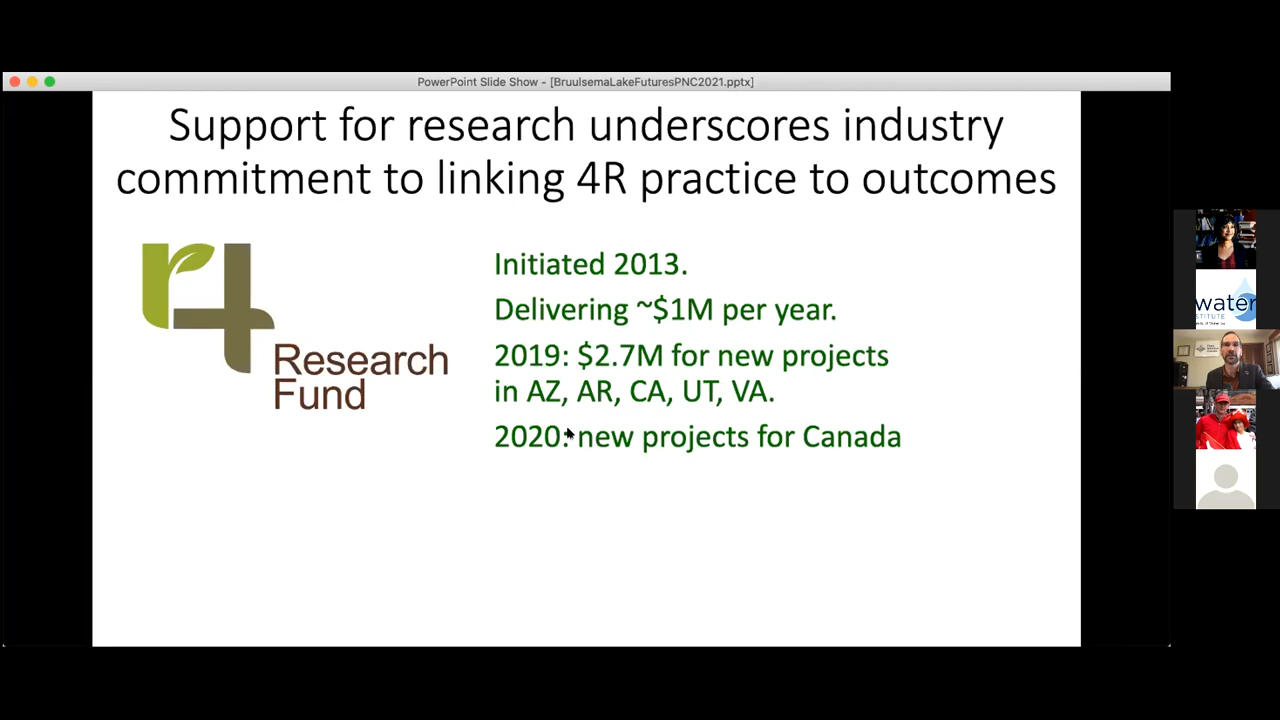 PowerPoint Slide Show - [BruulsemaLakeFuturesPNC2021.pptx]
Support for research underscores industry
commitment to linking 4R practice to outcomes
r4
Research
Fund
Initiated 2013.
Delivering ~$1M per year.
2019: $2.7M for new projects
in AZ, AR, CA, UT, VA.
2020: new projects for Canada
water